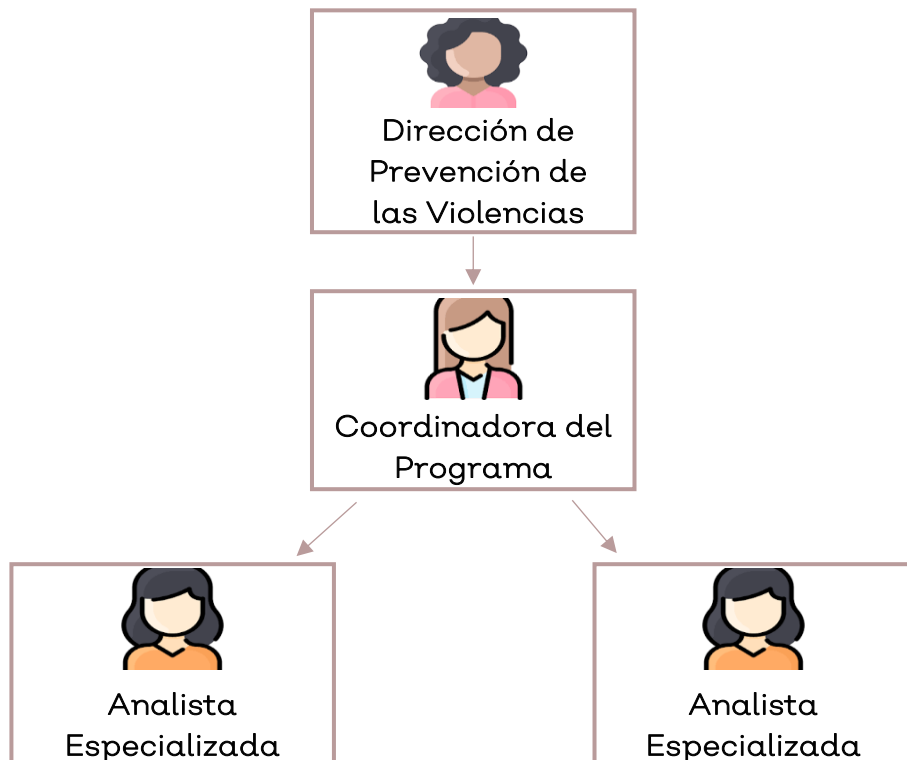 Dirección de
Prevención de
las Violencias
Coordinadora del
Programa
Analista
Especializada
Analista
Especializada